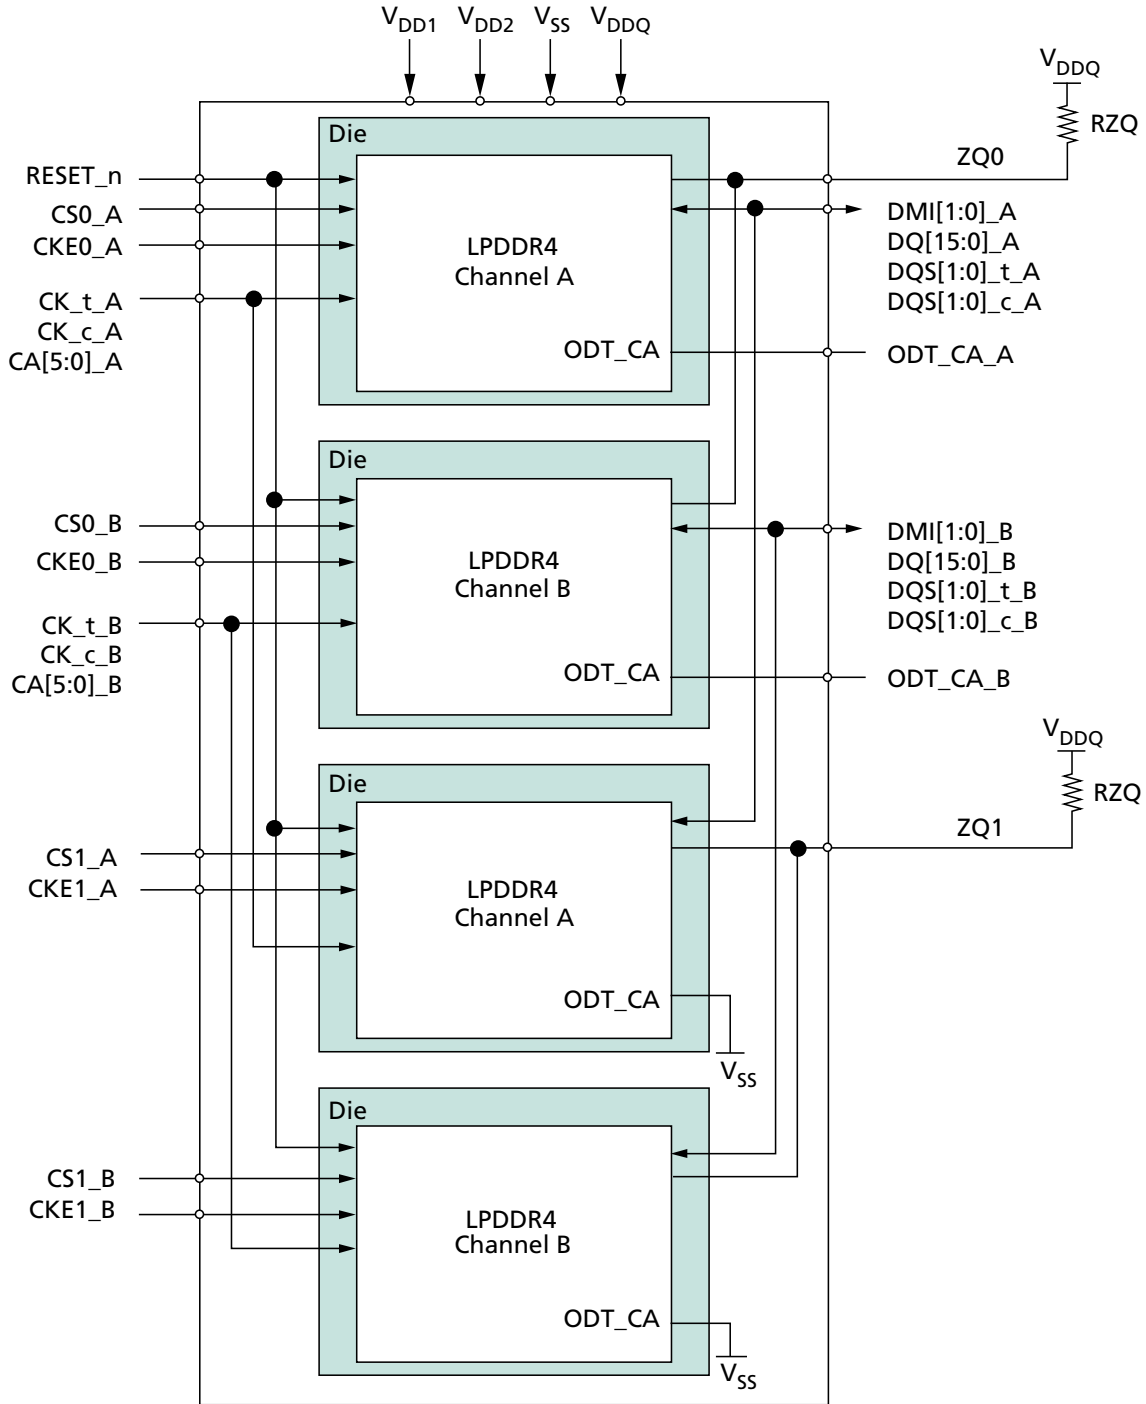 VDD1 VDD2 VSS VDDQ
VDDQ
RZQ
Die
ZQ0
RESET_n
CS0_A
CKE0_A
CK_t_A
CK_c_A
CA[5:0]_A
LPDDR4
Channel A
ODT_CA
DMI[1:0]_A
DQ[15:0]_A
DQS[1:0]_t_A
DQS[1:0]_c_A
ODT_CA_A
Die
CS0_B
CKE0_B
CK_t_B
CK_c_B
CA[5:0]_B
LPDDR4
Channel B
ODT_CA
DMI[1:0]_B
DQ[15:0]_B
DQS[1:0]_t_B
DQS[1:0]_c_B
ODT_CA_B
VDDQ
RZQ
Die
ZQ1
CS1_A
CKE1_A
LPDDR4
Channel A
ODT_CA
VSS
Die
CS1_B
CKE1_B
LPDDR4
Channel B
ODT_CA
VSS